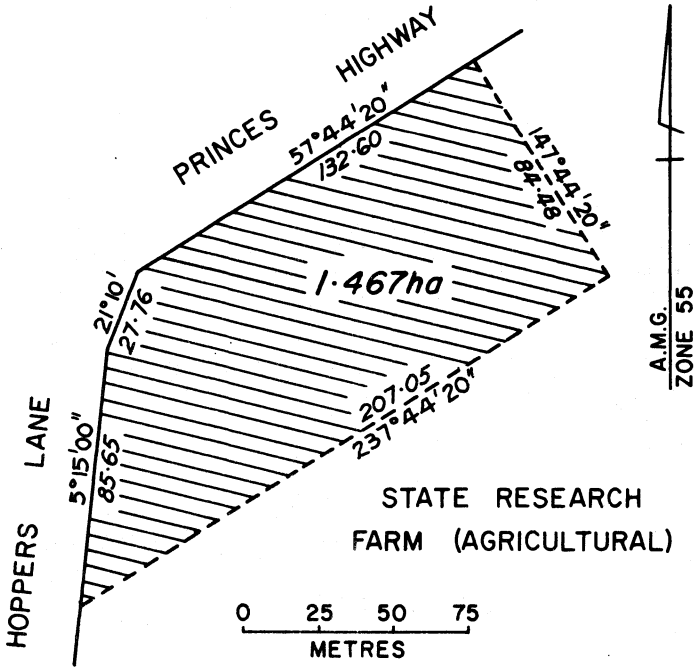 PRINCES HIGHWAY
57°44'20"
132·60
147°44'20"
84·48
1·467ha
21°10'
27·76
A.M.G.
ZONE 55
207·05
237°44'20"
5°15'00"
85·65
HOPPERS LANE
STATE RESEARCH
FARM (AGRICULTURAL)
0 25 50 75
METRES